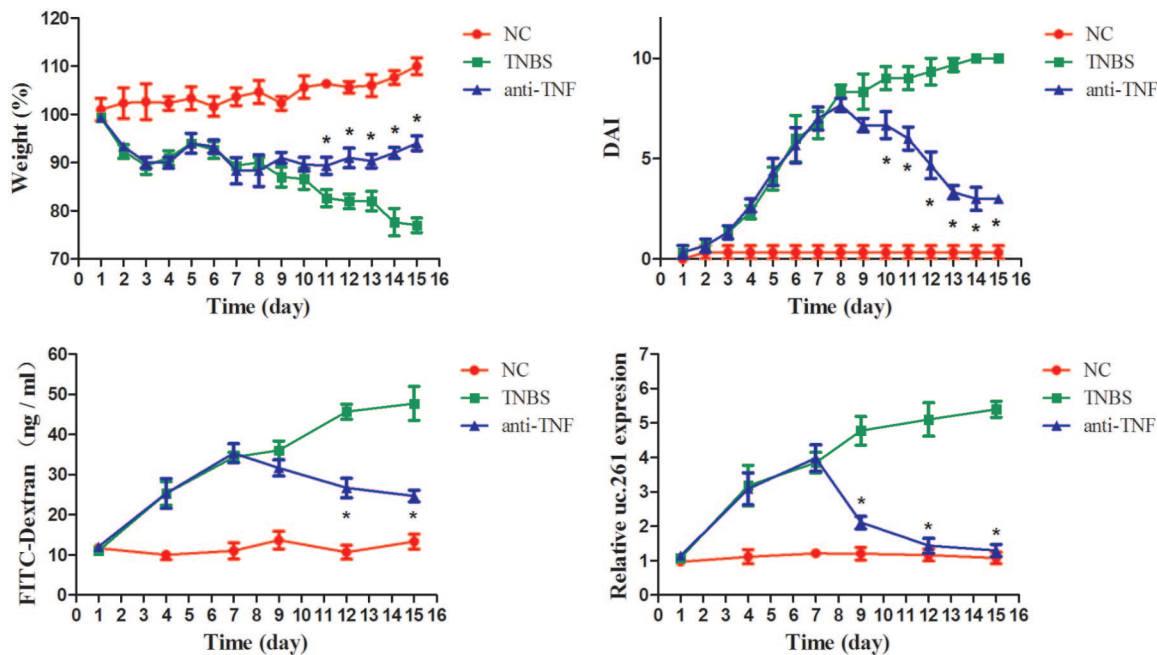 Weight (%)
120
110
100
90
80
70
0 1 2 3 4 5 6 7 8 9 10 11 12 13 14 15 16
Time (day)
* * * * *
NC
TNBS
anti-TNF
DAI
10
5
0
0 1 2 3 4 5 6 7 8 9 10 11 12 13 14 15 16
Time (day)
* * * * * *
NC
TNBS
anti-TNF
FITC-Dextran (ng / ml)
60
50
40
30
20
10
0
0 1 2 3 4 5 6 7 8 9 10 11 12 13 14 15 16
Time (day)
* *
NC
TNBS
anti-TNF
Relative uc.261 expresion
7
6
5
4
3
2
1
0
0 1 2 3 4 5 6 7 8 9 10 11 12 13 14 15 16
Time (day)
* * *
NC
TNBS
anti-TNF